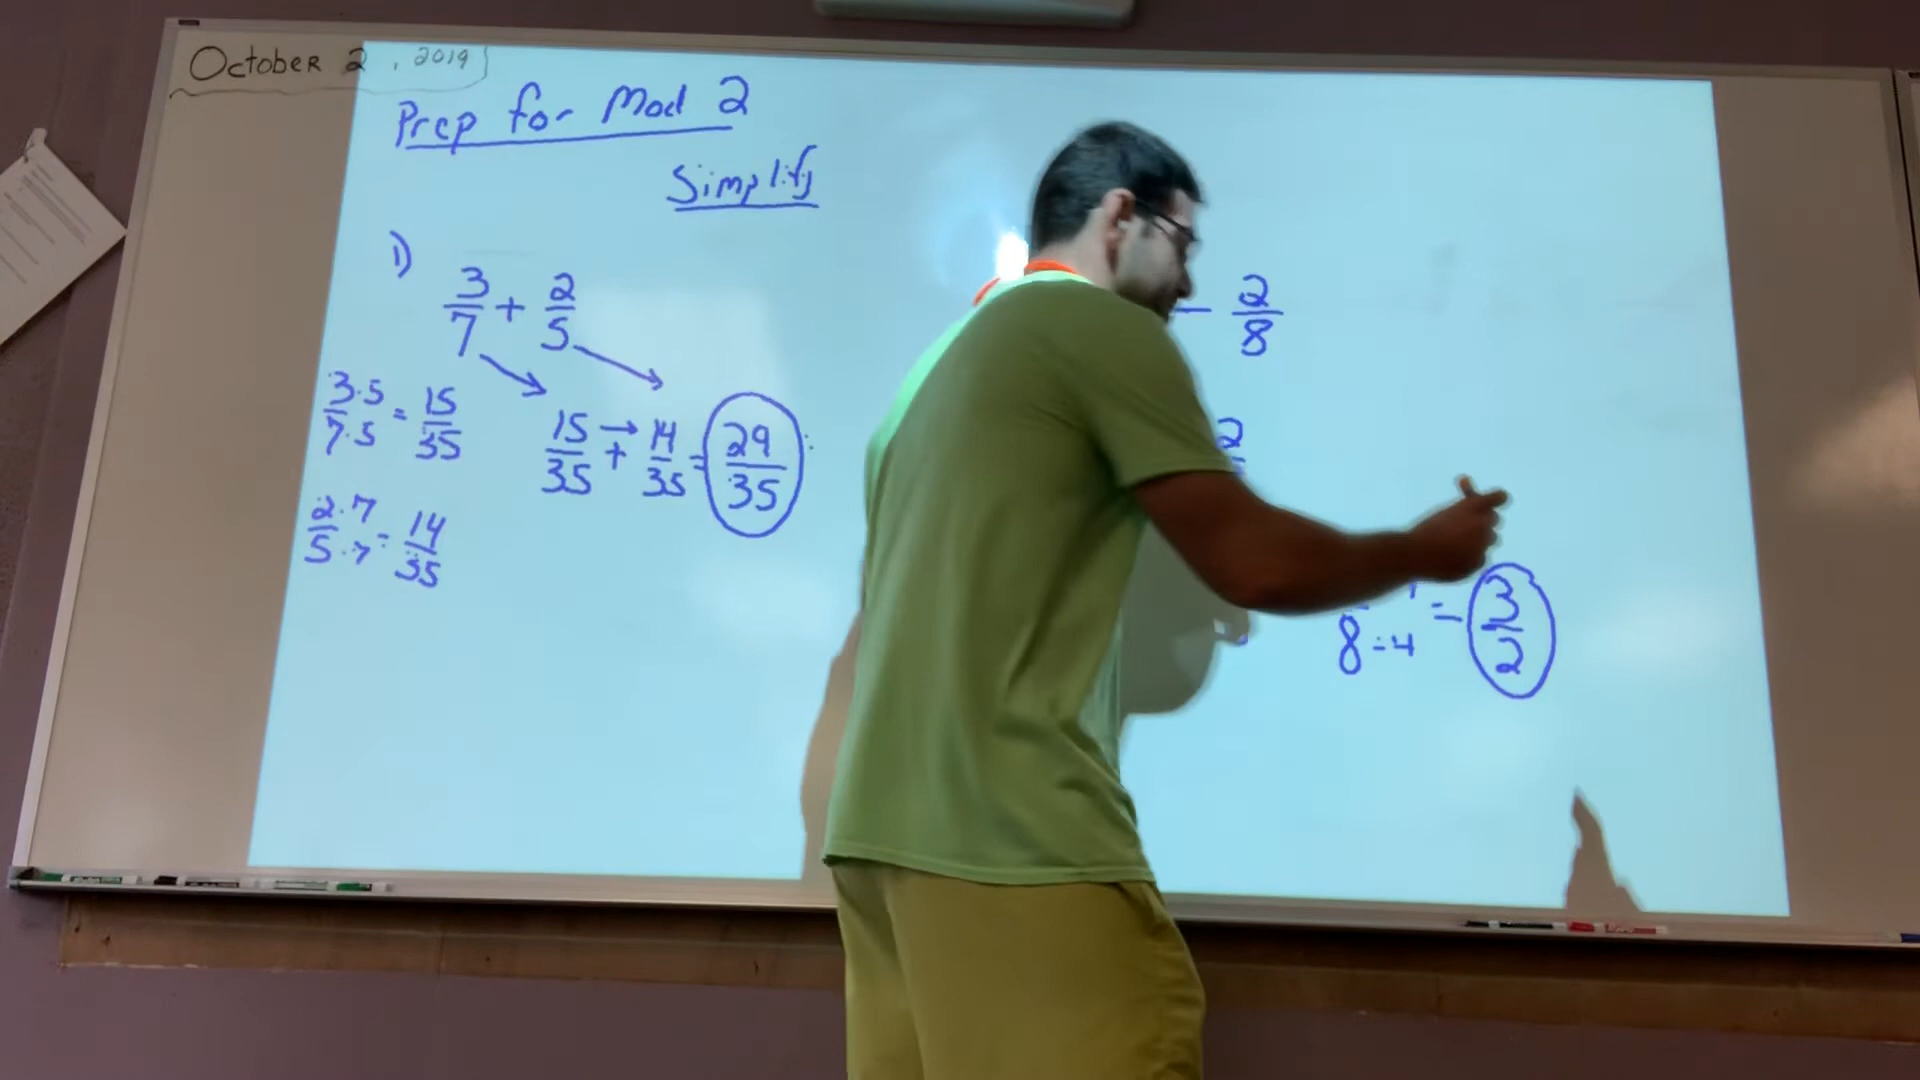 October 2, 2019
Prep for Mod 2
Simplify
1)
3/7 + 2/5
3·5/7·5 = 15/35
15/35 + 14/35 = 29/35
2·7/5·7 = 14/35
- 2/8
2
8 ÷ 4 = 3/2